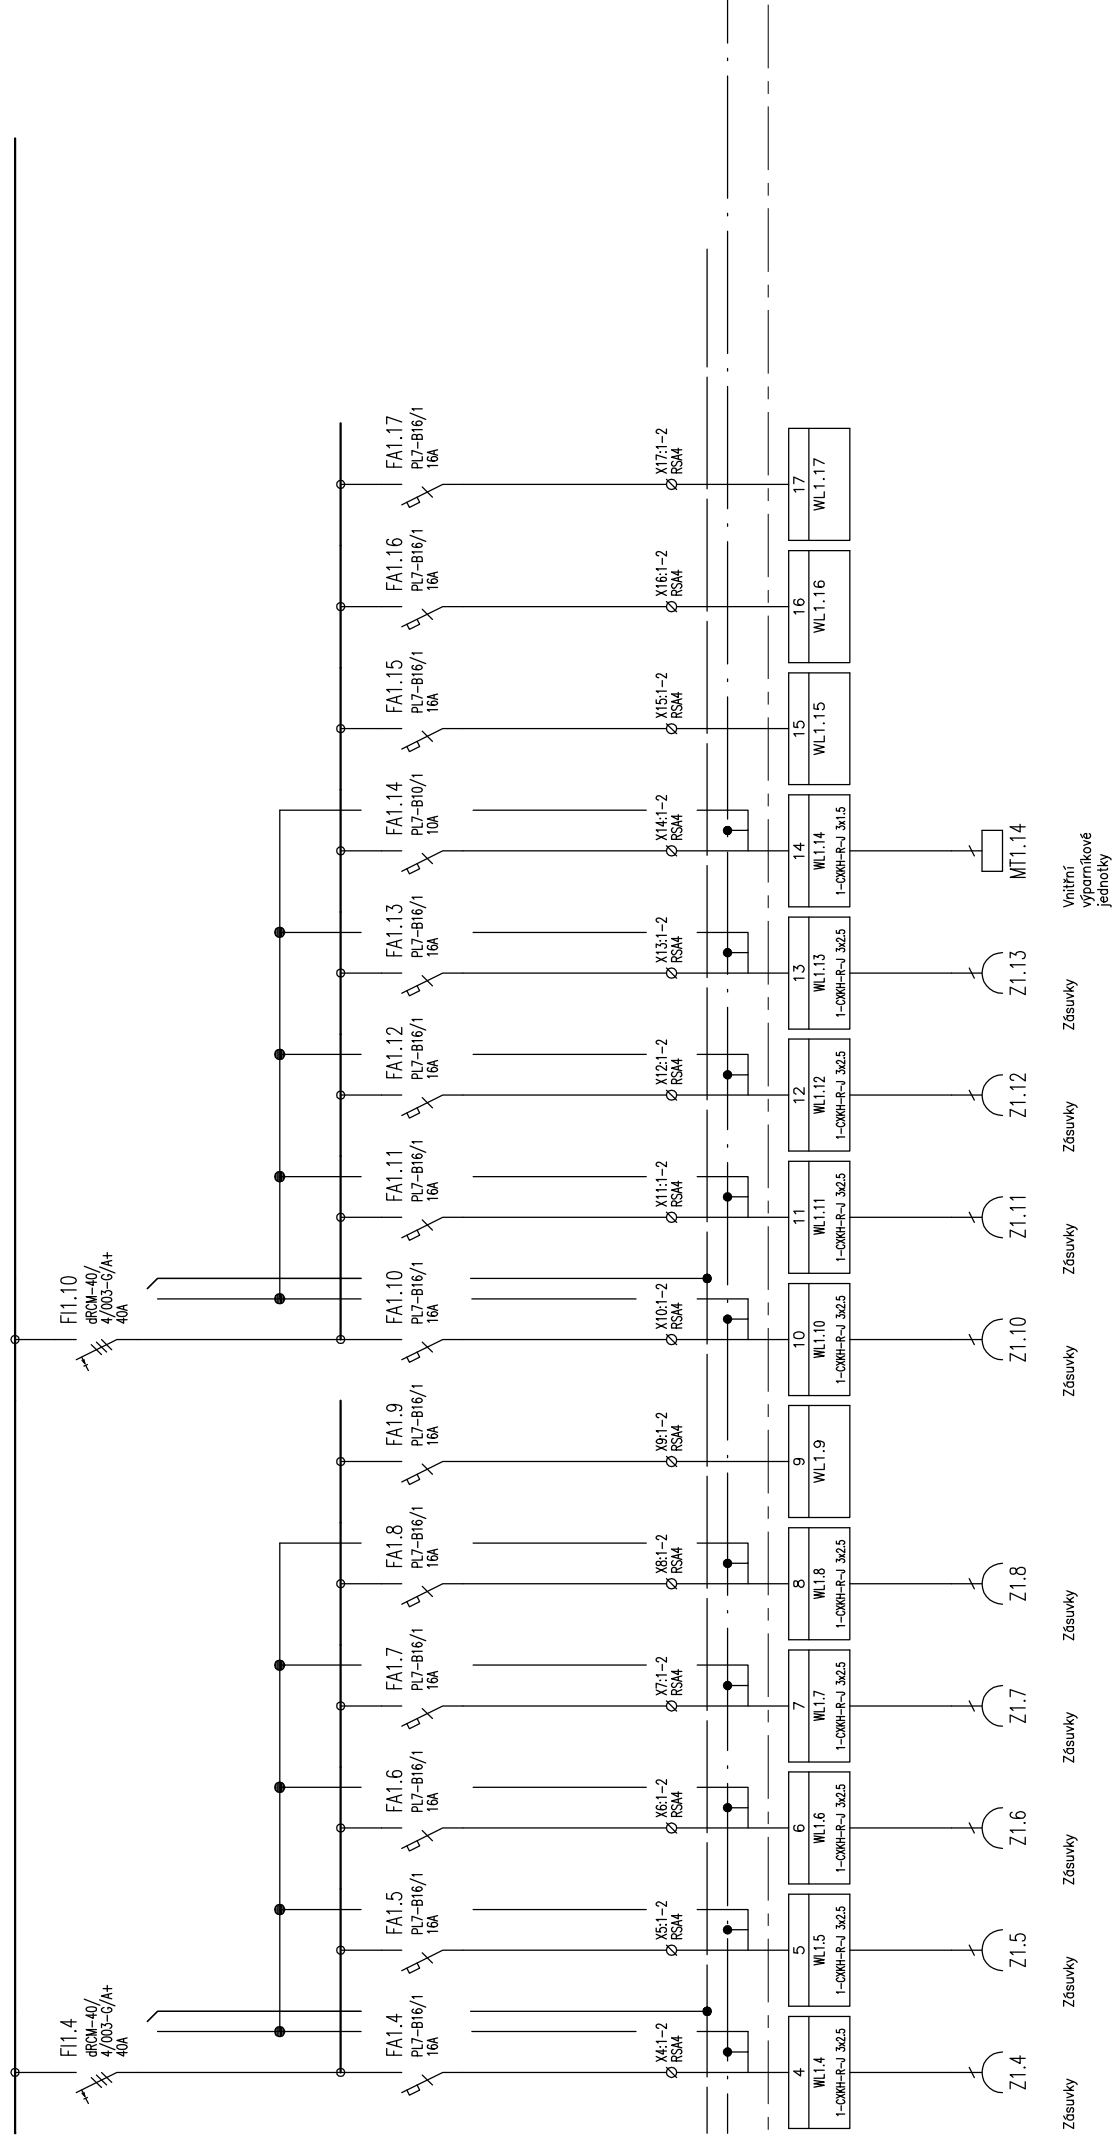 FI1.4
dRCM-40/
4/003-G/A+
40A
FI1.10
dRCM-40/
4/003-G/A+
40A
FA1.4
PL7-B16/1
16A
FA1.5
PL7-B16/1
16A
FA1.6
PL7-B16/1
16A
FA1.7
PL7-B16/1
16A
FA1.8
PL7-B16/1
16A
FA1.9
PL7-B16/1
16A
FA1.10
PL7-B16/1
16A
FA1.11
PL7-B16/1
16A
FA1.12
PL7-B16/1
16A
FA1.13
PL7-B16/1
16A
FA1.14
PL7-B10/1
10A
FA1.15
PL7-B16/1
16A
FA1.16
PL7-B16/1
16A
FA1.17
PL7-B16/1
16A
X4:1-2
RSA4
X5:1-2
RSA4
X6:1-2
RSA4
X7:1-2
RSA4
X8:1-2
RSA4
X9:1-2
RSA4
X10:1-2
RSA4
X11:1-2
RSA4
X12:1-2
RSA4
X13:1-2
RSA4
X14:1-2
RSA4
X15:1-2
RSA4
X16:1-2
RSA4
X17:1-2
RSA4
4
WL1.4
1-CXKH-R-J 3x2.5
5
WL1.5
1-CXKH-R-J 3x2.5
6
WL1.6
1-CXKH-R-J 3x2.5
7
WL1.7
1-CXKH-R-J 3x2.5
8
WL1.8
1-CXKH-R-J 3x2.5
9
WL1.9
10
WL1.10
1-CXKH-R-J 3x2.5
11
WL1.11
1-CXKH-R-J 3x2.5
12
WL1.12
1-CXKH-R-J 3x2.5
13
WL1.13
1-CXKH-R-J 3x2.5
14
WL1.14
1-CXKH-R-J 3x1.5
15
WL1.15
16
WL1.16
17
WL1.17
Z1.4
Z1.5
Z1.6
Z1.7
Z1.8
Z1.10
Z1.11
Z1.12
Z1.13
MT1.14
Zásuvky
Zásuvky
Zásuvky
Zásuvky
Zásuvky
Zásuvky
Zásuvky
Zásuvky
Zásuvky
Vnitřní
výparníkové
jednotky